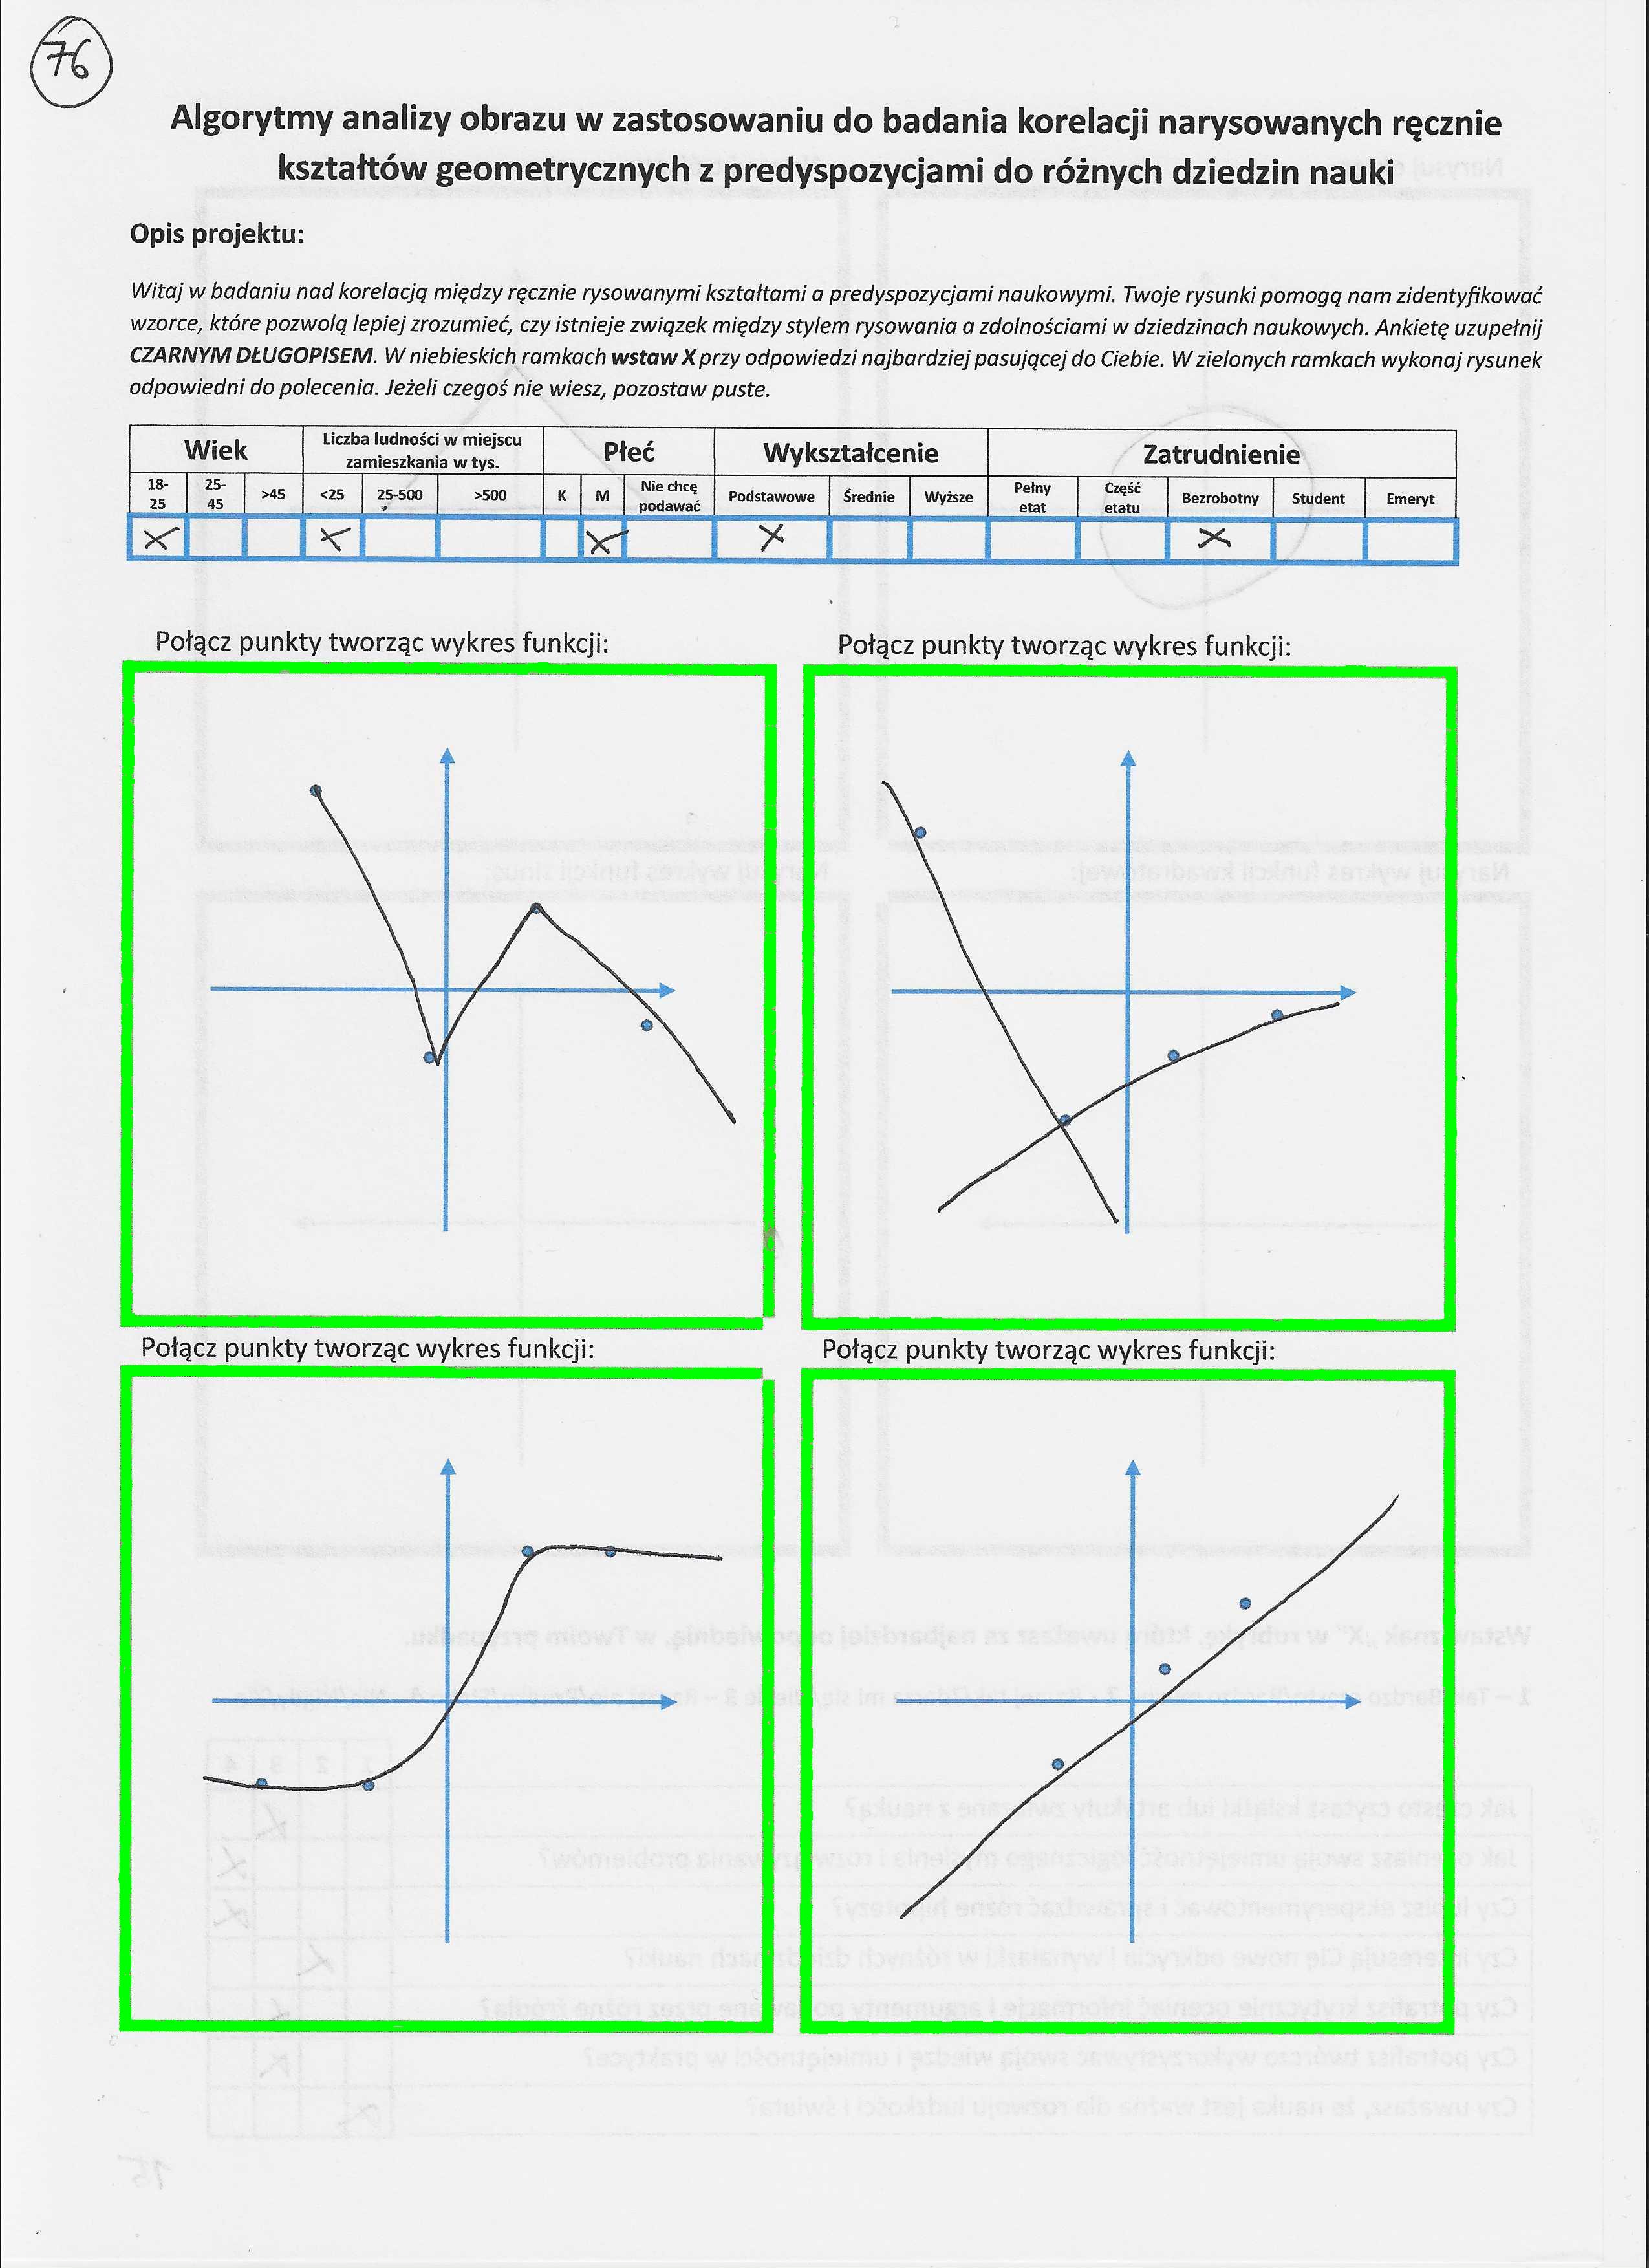 76
Algorytmy analizy obrazu w zastosowaniu do badania korelacji narysowanych ręcznie
kształtów geometrycznych z predyspozycjami do różnych dziedzin nauki
Opis projektu:
Witaj w badaniu nad korelacją między ręcznie rysowanymi kształtami a predyspozycjami naukowymi. Twoje rysunki pomogą nam zidentyfikować
wzorce, które pozwolą lepiej zrozumieć, czy istnieje związek między stylem rysowania a zdolnościami w dziedzinach naukowych. Ankietę uzupełnij
CZARNYM DŁUGOPISEM. W niebieskich ramkach wstaw X przy odpowiedzi najbardziej pasującej do Ciebie. W zielonych ramkach wykonaj rysunek
odpowiedni do polecenia. Jeżeli czegoś nie wiesz, pozostaw puste.
Wiek Liczba ludności w miejscu zamieszkania w tys. Płeć Wykształcenie Zatrudnienie
18-25 25-45 >45 <25 25-500 >500 K M Nie chcę podawać Podstawowe Średnie Wyższe Pełny etat Część etatu Bezrobotny Student Emeryt
X X X X X
Połącz punkty tworząc wykres funkcji: Połącz punkty tworząc wykres funkcji:
Połącz punkty tworząc wykres funkcji: Połącz punkty tworząc wykres funkcji: